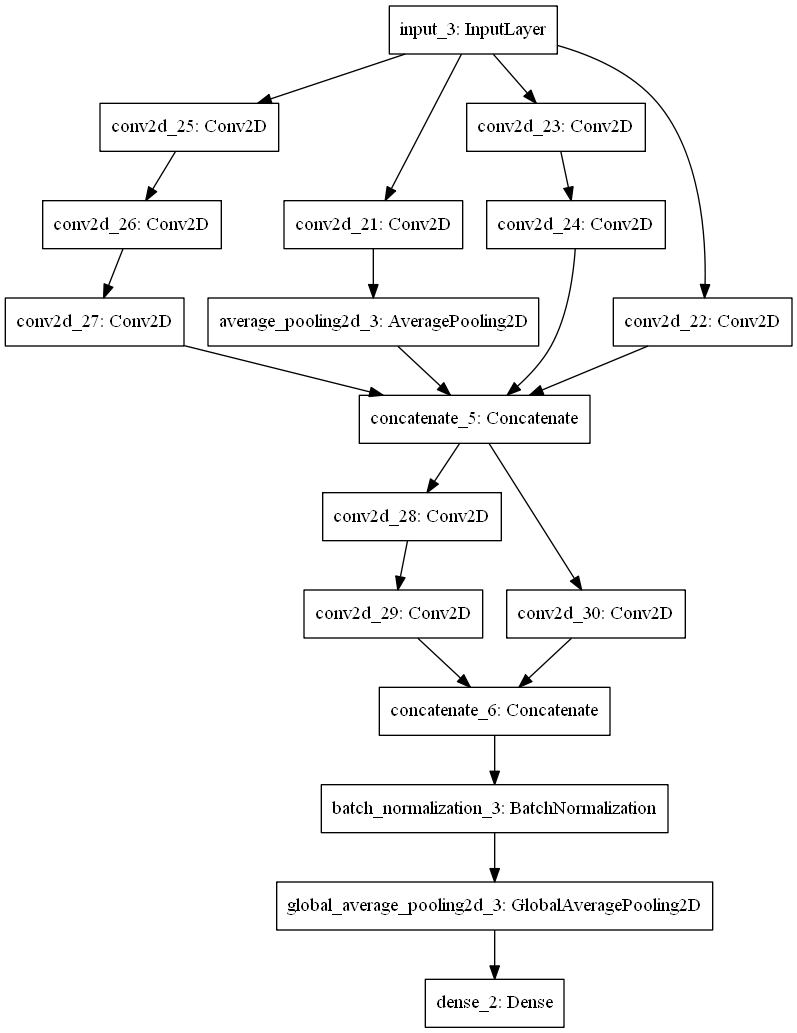 input_3: InputLayer
conv2d_25: Conv2D
conv2d_23: Conv2D
conv2d_26: Conv2D
conv2d_21: Conv2D
conv2d_24: Conv2D
conv2d_27: Conv2D
average_pooling2d_3: AveragePooling2D
conv2d_22: Conv2D
concatenate_5: Concatenate
conv2d_28: Conv2D
conv2d_29: Conv2D
conv2d_30: Conv2D
concatenate_6: Concatenate
batch_normalization_3: BatchNormalization
global_average_pooling2d_3: GlobalAveragePooling2D
dense_2: Dense